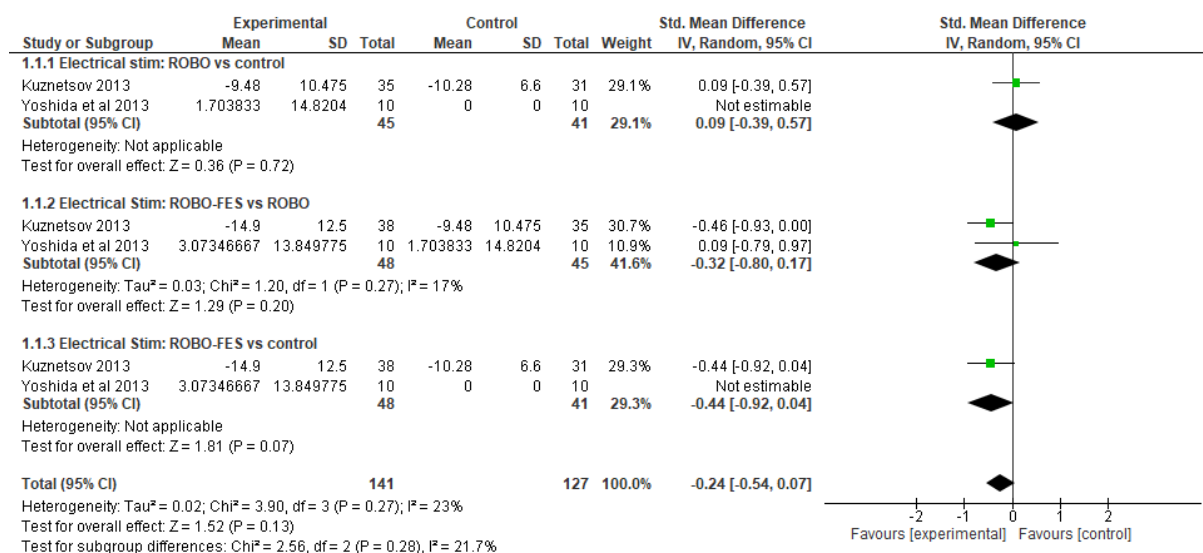 Experimental Control Std. Mean Difference Std. Mean Difference
Study or Subgroup Mean SD Total Mean SD Total Weight IV, Random, 95% CI IV, Random, 95% CI
1.1.1 Electrical stim: ROBO vs control
Kuznetsov 2013 -9.48 10.475 35 -10.28 6.6 31 29.1% 0.09 [-0.39, 0.57]
Yoshida et al 2013 1.703833 14.8204 10 0 0 10 Not estimable
Subtotal (95% CI) 45 41 29.1% 0.09 [-0.39, 0.57]
Heterogeneity: Not applicable
Test for overall effect: Z = 0.36 (P = 0.72)
1.1.2 Electrical Stim: ROBO-FES vs ROBO
Kuznetsov 2013 -14.9 12.5 38 -9.48 10.475 35 30.7% -0.46 [-0.93, 0.00]
Yoshida et al 2013 3.07346667 13.849775 10 1.703833 14.8204 10 10.9% 0.09 [-0.79, 0.97]
Subtotal (95% CI) 48 45 41.6% -0.32 [-0.80, 0.17]
Heterogeneity: Tau² = 0.03; Chi² = 1.20, df = 1 (P = 0.27); I² = 17%
Test for overall effect: Z = 1.29 (P = 0.20)
1.1.3 Electrical Stim: ROBO-FES vs control
Kuznetsov 2013 -14.9 12.5 38 -10.28 6.6 31 29.3% -0.44 [-0.92, 0.04]
Yoshida et al 2013 3.07346667 13.849775 10 0 0 10 Not estimable
Subtotal (95% CI) 48 41 29.3% -0.44 [-0.92, 0.04]
Heterogeneity: Not applicable
Test for overall effect: Z = 1.81 (P = 0.07)
Total (95% CI) 141 127 100.0% -0.24 [-0.54, 0.07]
Heterogeneity: Tau² = 0.02; Chi² = 3.90, df = 3 (P = 0.27); I² = 23%
Test for overall effect: Z = 1.52 (P = 0.13)
Test for subgroup differences: Chi² = 2.56, df = 2 (P = 0.28), I² = 21.7%
-2 -1 0 1 2
Favours [experimental] Favours [control]